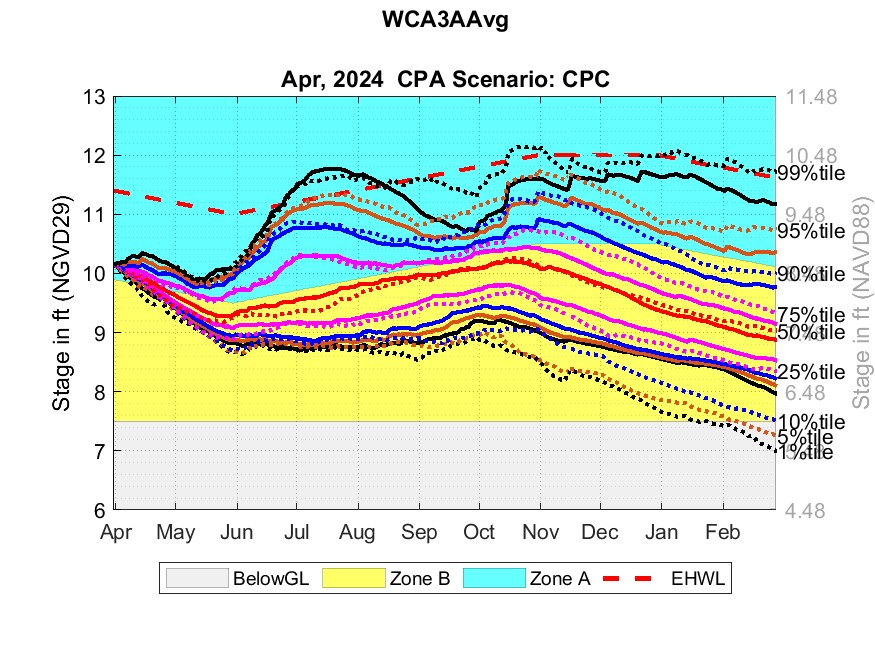 WCA3AAvg
Apr, 2024 CPA Scenario: CPC
Stage in ft (NGVD29)
13
12
11
10
9
8
7
6
11.48
10.48
9.48
6.48
4.48
Stage in ft (NAVD88)
99%tile
95%tile
90%tile
75%tile
50%tile
25%tile
10%tile
5%tile
1%tile
Apr May Jun Jul Aug Sep Oct Nov Dec Jan Feb
BelowGL Zone B Zone A EHWL